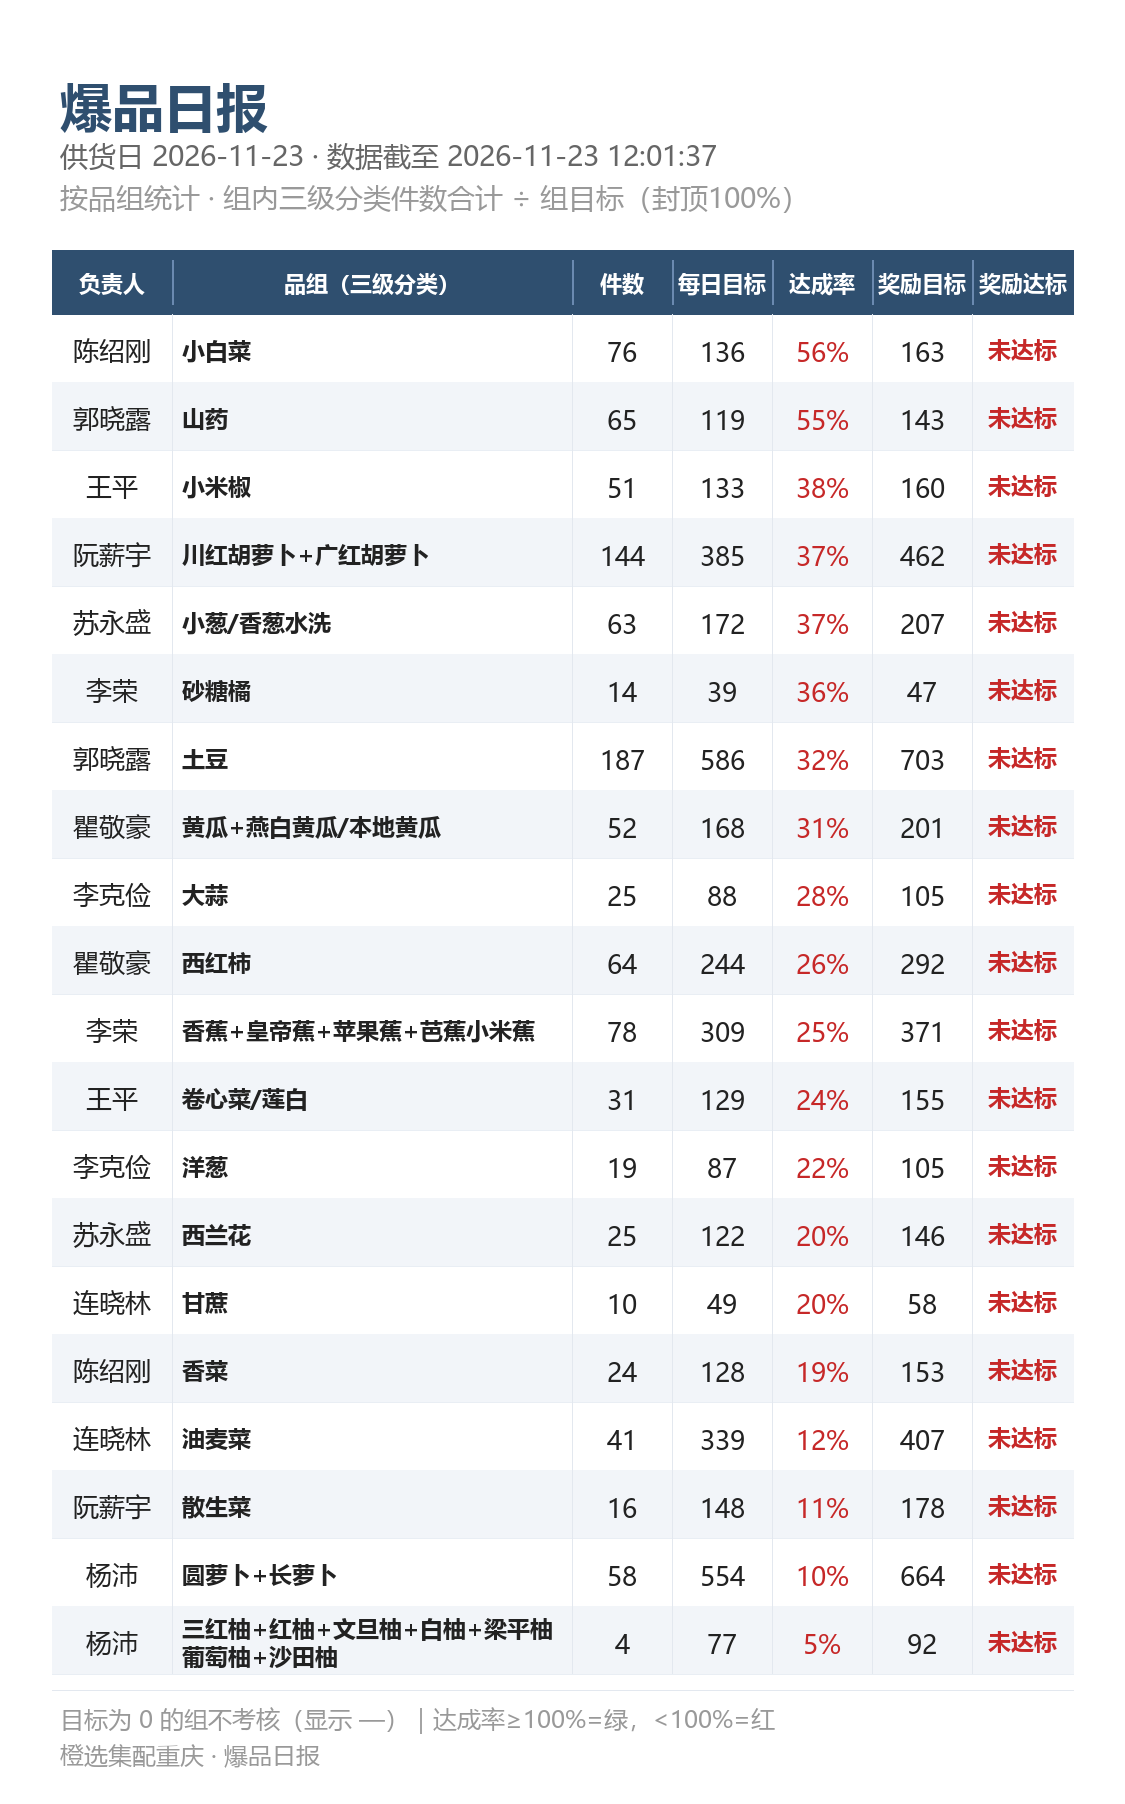 爆品日报
供货日 2026-11-23 · 数据截至 2026-11-23 12:01:37
按品组统计 · 组内三级分类件数合计 ÷ 组目标（封顶100%）
负责人 品组（三级分类） 件数 每日目标 达成率 奖励目标 奖励达标
陈绍刚 小白菜 76 136 56% 163 未达标
郭晓露 山药 65 119 55% 143 未达标
王平 小米椒 51 133 38% 160 未达标
阮薪宇 川红胡萝卜+广红胡萝卜 144 385 37% 462 未达标
苏永盛 小葱/香葱水洗 63 172 37% 207 未达标
李荣 砂糖橘 14 39 36% 47 未达标
郭晓露 土豆 187 586 32% 703 未达标
瞿敬豪 黄瓜+燕白黄瓜/本地黄瓜 52 168 31% 201 未达标
李克俭 大蒜 25 88 28% 105 未达标
瞿敬豪 西红柿 64 244 26% 292 未达标
李荣 香蕉+皇帝蕉+苹果蕉+芭蕉小米蕉 78 309 25% 371 未达标
王平 卷心菜/莲白 31 129 24% 155 未达标
李克俭 洋葱 19 87 22% 105 未达标
苏永盛 西兰花 25 122 20% 146 未达标
连晓林 甘蔗 10 49 20% 58 未达标
陈绍刚 香菜 24 128 19% 153 未达标
连晓林 油麦菜 41 339 12% 407 未达标
阮薪宇 散生菜 16 148 11% 178 未达标
杨沛 圆萝卜+长萝卜 58 554 10% 664 未达标
杨沛 三红柚+红柚+文旦柚+白柚+梁平柚 4 77 5% 92 未达标
葡萄柚+沙田柚
目标为 0 的组不考核（显示 —）｜达成率≥100%=绿，<100%=红
橙选集配重庆 · 爆品日报